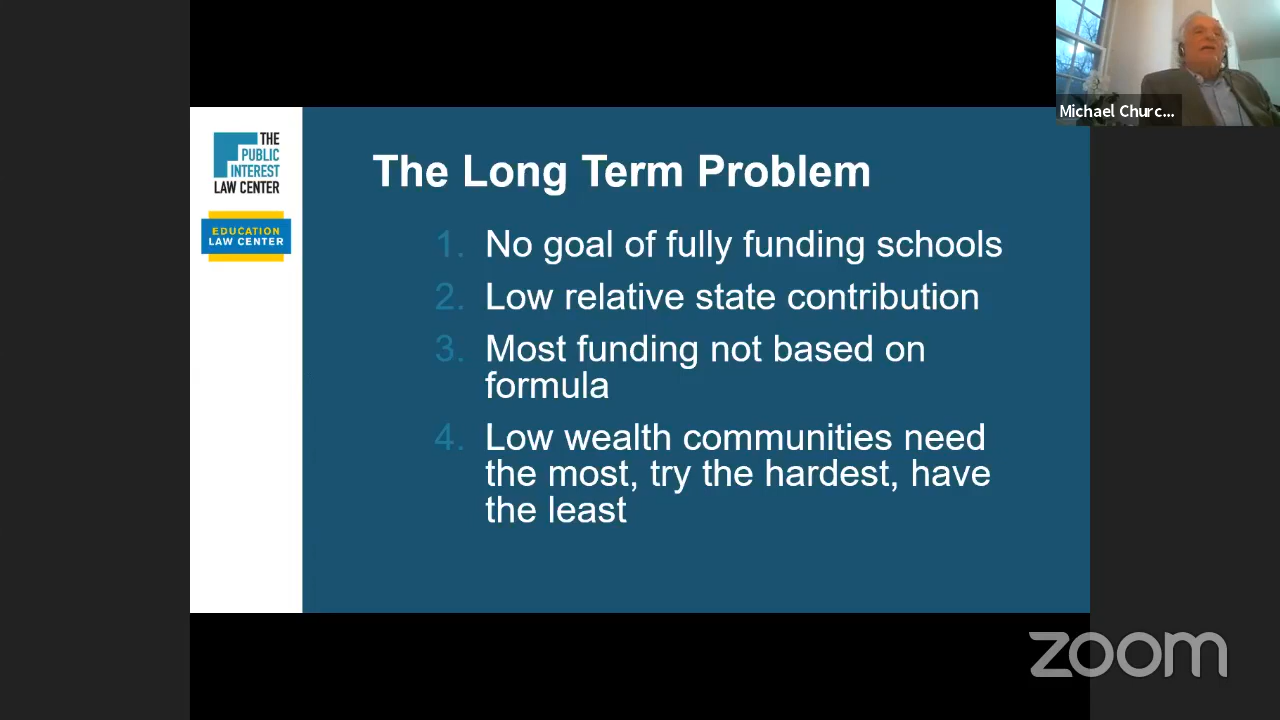 THE
PUBLIC
INTEREST
LAW CENTER
EDUCATION
LAW CENTER
The Long Term Problem
1. No goal of fully funding schools
2. Low relative state contribution
3. Most funding not based on
formula
4. Low wealth communities need
the most, try the hardest, have
the least
Michael Churc...
zoom